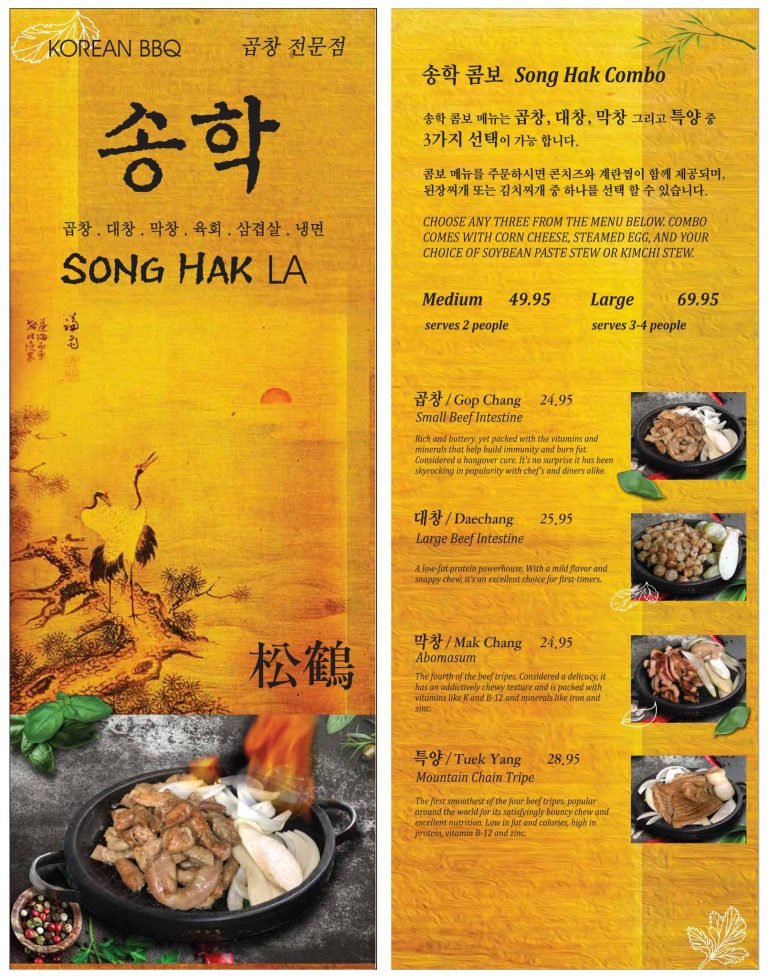 KOREAN BBQ 곱창 전문점
송학
곱창 . 대창 . 막창 . 육회 . 삼겹살 . 냉면
SONG HAK LA
松鶴
송학 콤보 Song Hak Combo
송학 콤보 메뉴는 곱창, 대창, 막창 그리고 특양 중
3가지 선택이 가능 합니다.
콤보 메뉴를 주문하시면 콘치즈와 계란찜이 함께 제공되며,
된장찌개 또는 김치찌개 중 하나를 선택 할 수 있습니다.
CHOOSE ANY THREE FROM THE MENU BELOW. COMBO
COMES WITH CORN CHEESE, STEAMED EGG, AND YOUR
CHOICE OF SOYBEAN PASTE STEW OR KIMCHI STEW.
Medium 49.95 Large 69.95
serves 2 people serves 3-4 people
곱창 / Gop Chang 24.95
Small Beef Intestine
Rich and buttery, yet packed with the vitamins and
minerals that help build immunity and burn fat.
Considered a hangover cure. It's no surprise it has been
skyrocking in popularity with chef's and diners alike.
대창 / Daechang 25.95
Large Beef Intestine
A low-fat protein powerhouse. With a mild flavor and
snappy chew, it's an excellent choice for first-timers.
막창 / Mak Chang 24.95
Abomasum
The fourth of the beef tripes. Considered a delicacy, it
has an addictively chewy texture and is packed with
vitamins like K and B-12 and minerals like iron and
zinc.
특양 / Tuek Yang 28.95
Mountain Chain Tripe
The first smoothest of the four beef tripes. popular
around the world for its satisfyingly bouncy chew and
excellent nutrition. Low in fat and calories, high in
protein, vitamin B-12 and zinc.